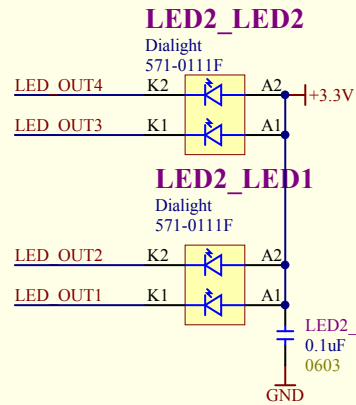 LED2_LED2
Dialight
571-0111F
LED_OUT4 K2 A2
+3.3V
LED_OUT3 K1 A1
LED2_LED1
Dialight
571-0111F
LED_OUT2 K2 A2
LED_OUT1 K1 A1
LED2_
0.1uF
0603
GND